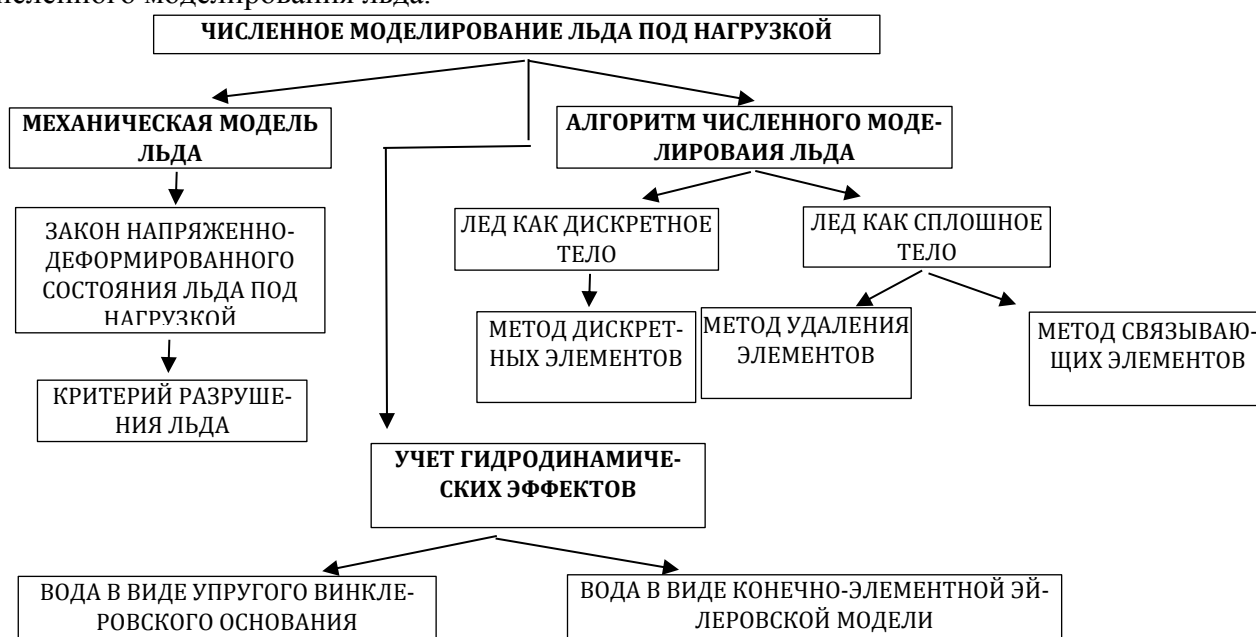 численного моделирования льда.
ЧИСЛЕННОЕ МОДЕЛИРОВАНИЕ ЛЬДА ПОД НАГРУЗКОЙ
МЕХАНИЧЕСКАЯ МОДЕЛЬ
ЛЬДА
АЛГОРИТМ ЧИСЛЕННОГО МОДЕ-
ЛИРОВАИЯ ЛЬДА
ЗАКОН НАПРЯЖЕННО-
ДЕФОРМИРОВАННОГО
СОСТОЯНИЯ ЛЬДА ПОД
НАГРУЗКОЙ
ЛЕД КАК ДИСКРЕТНОЕ
ТЕЛО
ЛЕД КАК СПЛОШНОЕ
ТЕЛО
МЕТОД ДИСКРЕТ-
НЫХ ЭЛЕМЕНТОВ
МЕТОД УДАЛЕНИЯ
ЭЛЕМЕНТОВ
МЕТОД СВЯЗЫВАЮ-
ЩИХ ЭЛЕМЕНТОВ
КРИТЕРИЙ РАЗРУШЕ-
НИЯ ЛЬДА
УЧЕТ ГИДРОДИНАМИЧЕ-
СКИХ ЭФФЕКТОВ
ВОДА В ВИДЕ УПРУГОГО ВИНКЛЕ-
РОВСКОГО ОСНОВАНИЯ
ВОДА В ВИДЕ КОНЕЧНО-ЭЛЕМЕНТНОЙ ЭЙ-
ЛЕРОВСКОЙ МОДЕЛИ